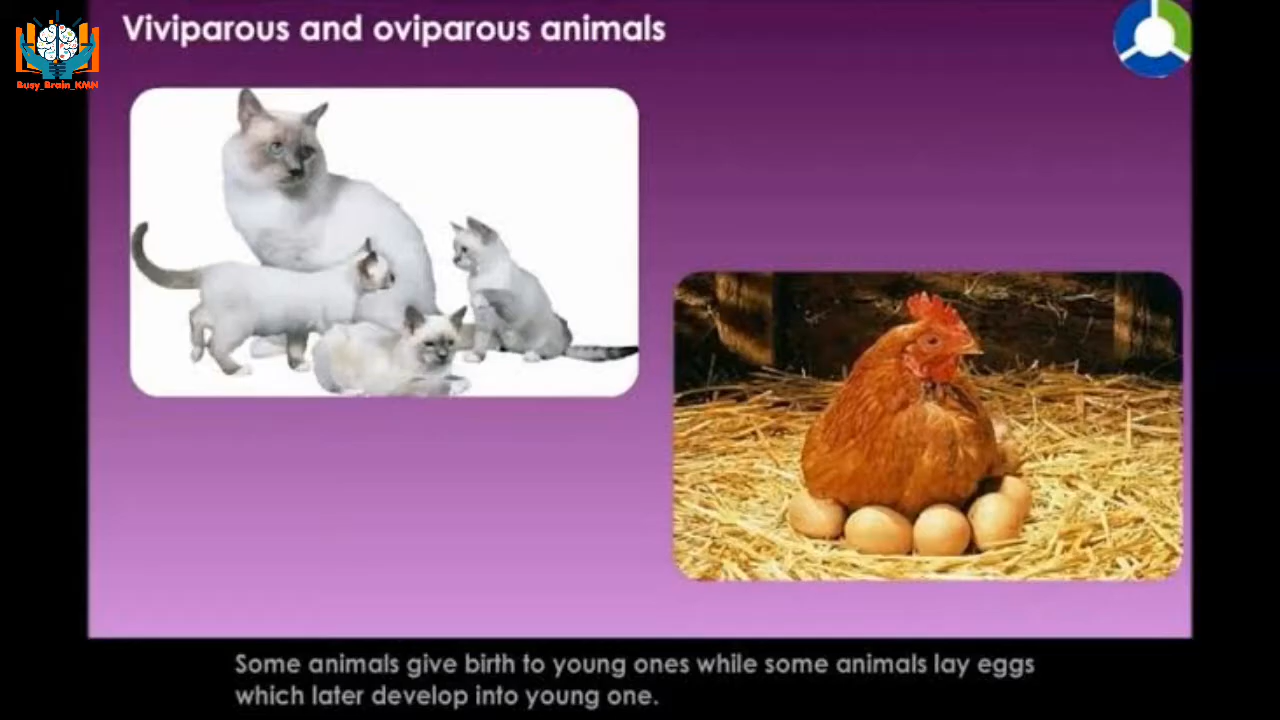 Viviparous and oviparous animals
Busy_Brain_KMN
Some animals give birth to young ones while some animals lay eggs
which later develop into young one.